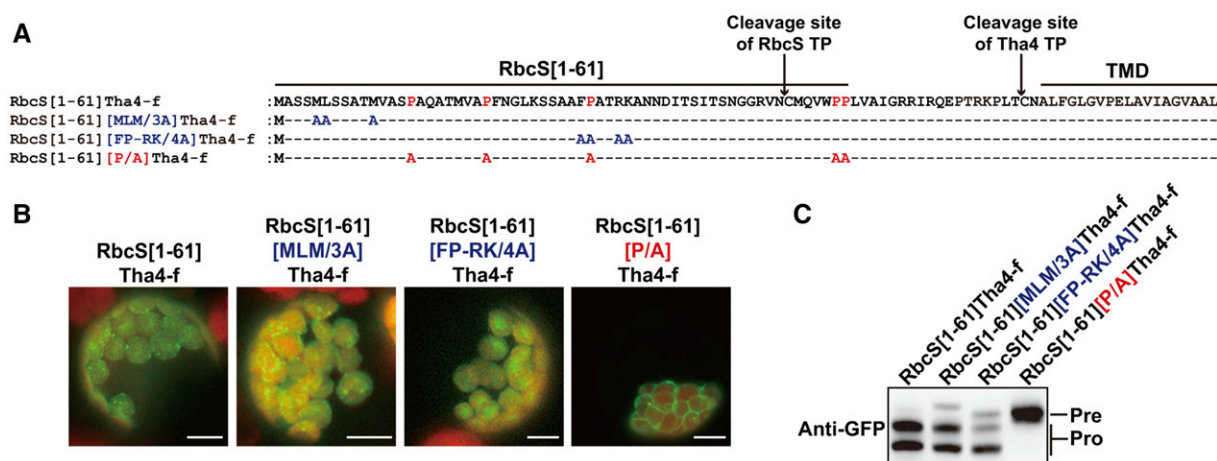 A
Cleavage site of RbcS TP
Cleavage site of Tha4 TP
RbcS[1-61]
TMD
RbcS[1-61]Tha4-f :MASSMLSSATMVASPAQATMVAPFNGLKSSAAFPATRKANNDITSITSNGGRVNCMQVWPPLVAIGRRIRQEPTRKPLTCNALFGLGVPELAVIAGVAAL
RbcS[1-61][MLM/3A]Tha4-f :M---AA----A-----------------------------------------------------------------------------------------
RbcS[1-61][FP-RK/4A]Tha4-f :M-------------------------------AA--AA--------------------------------------------------------------
RbcS[1-61][P/A]Tha4-f :M-------------A-------A----------A-------------------------AA---------------------------------------
B
RbcS[1-61]
Tha4-f
RbcS[1-61]
[MLM/3A]
Tha4-f
RbcS[1-61]
[FP-RK/4A]
Tha4-f
RbcS[1-61]
[P/A]
Tha4-f
C
RbcS[1-61]Tha4-f
RbcS[1-61][MLM/3A]Tha4-f
RbcS[1-61][FP-RK/4A]Tha4-f
RbcS[1-61][P/A]Tha4-f
Anti-GFP
Pre
Pro